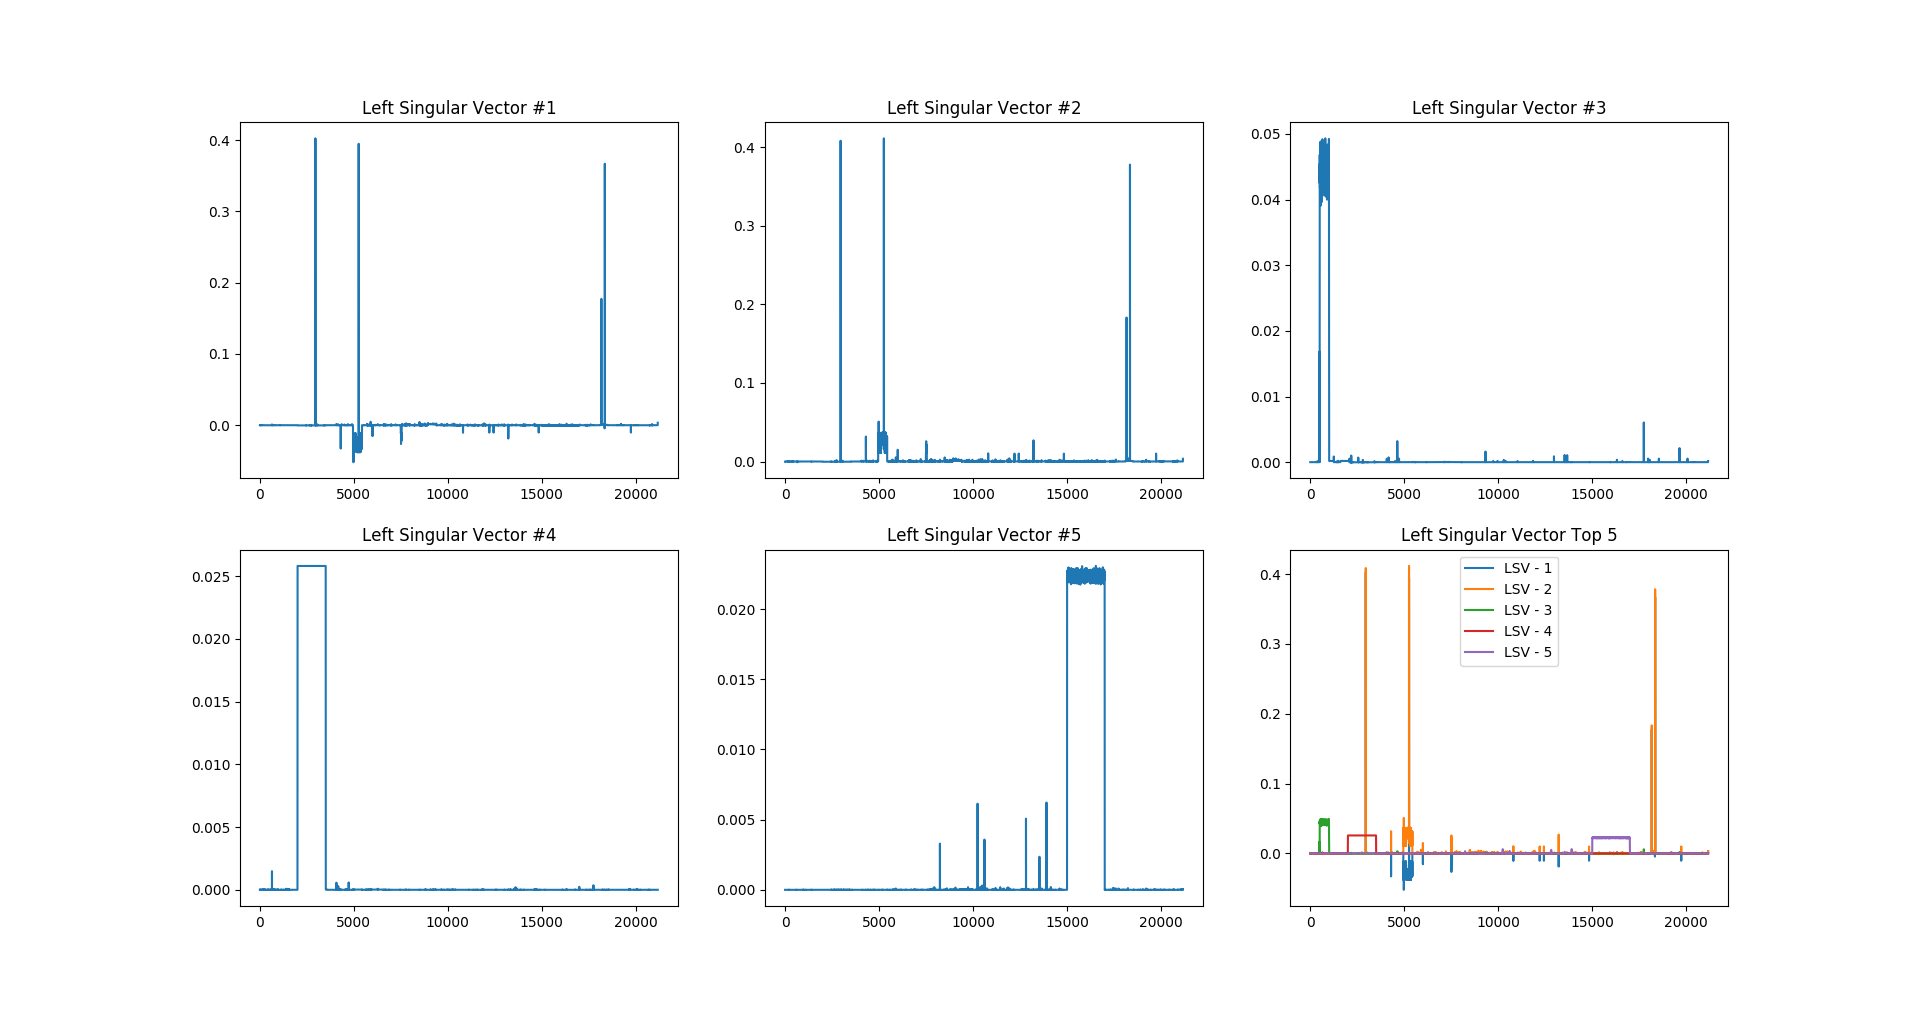 Left Singular Vector #1
0.4
0.3
0.2
0.1
0.0
0 5000 10000 15000 20000
Left Singular Vector #2
0.4
0.3
0.2
0.1
0.0
0 5000 10000 15000 20000
Left Singular Vector #3
0.05
0.04
0.03
0.02
0.01
0.00
0 5000 10000 15000 20000
Left Singular Vector #4
0.025
0.020
0.015
0.010
0.005
0.000
0 5000 10000 15000 20000
Left Singular Vector #5
0.020
0.015
0.010
0.005
0.000
0 5000 10000 15000 20000
Left Singular Vector Top 5
LSV - 1
LSV - 2
LSV - 3
LSV - 4
LSV - 5
0.4
0.3
0.2
0.1
0.0
0 5000 10000 15000 20000